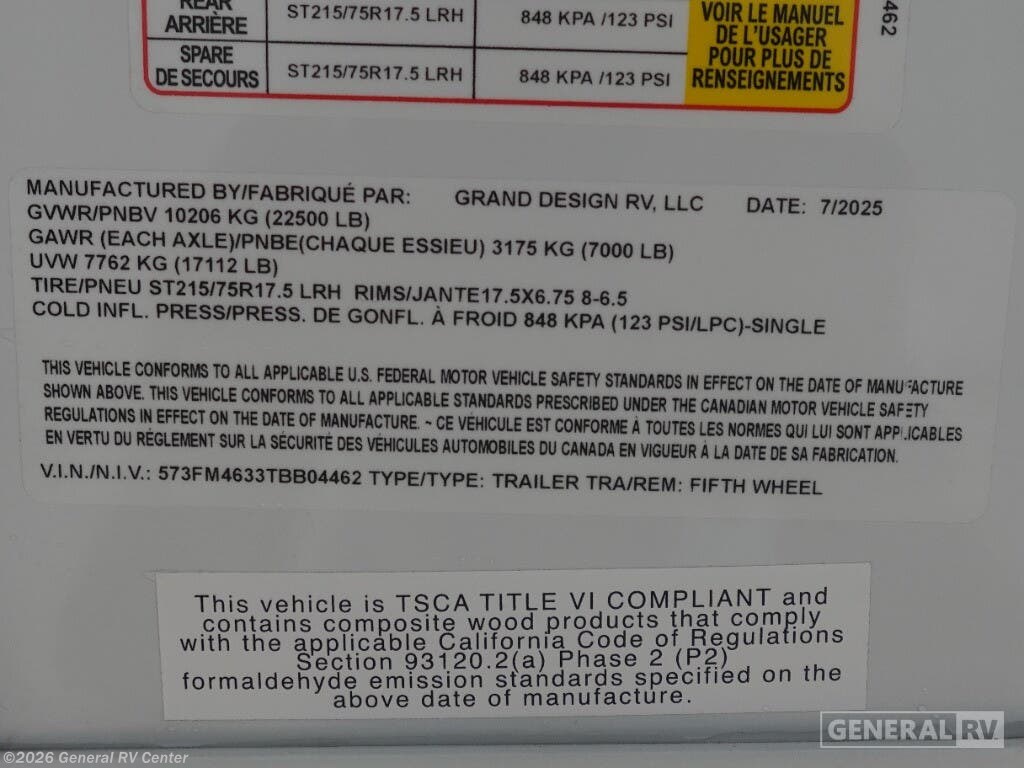 REAR
ARRIÈRE
ST215/75R17.5 LRH
848 KPA /123 PSI
SPARE
DE SECOURS
ST215/75R17.5 LRH
848 KPA /123 PSI
VOIR LE MANUEL
DE L'USAGER
POUR PLUS DE
RENSEIGNEMENTS
462
MANUFACTURED BY/FABRIQUÉ PAR: GRAND DESIGN RV, LLC DATE: 7/2025
GVWR/PNBV 10206 KG (22500 LB)
GAWR (EACH AXLE)/PNBE(CHAQUE ESSIEU) 3175 KG (7000 LB)
UVW 7762 KG (17112 LB)
TIRE/PNEU ST215/75R17.5 LRH RIMS/JANTE17.5X6.75 8-6.5
COLD INFL. PRESS/PRESS. DE GONFL. À FROID 848 KPA (123 PSI/LPC)-SINGLE
THIS VEHICLE CONFORMS TO ALL APPLICABLE U.S. FEDERAL MOTOR VEHICLE SAFETY STANDARDS IN EFFECT ON THE DATE OF MANUFACTURE
SHOWN ABOVE. THIS VEHICLE CONFORMS TO ALL APPLICABLE STANDARDS PRESCRIBED UNDER THE CANADIAN MOTOR VEHICLE SAFETY
REGULATIONS IN EFFECT ON THE DATE OF MANUFACTURE. ~ CE VÉHICULE EST CONFORME À TOUTES LES NORMES QUI LUI SONT APPLICABLES
EN VERTU DU RÉGLEMENT SUR LA SÉCURITÉ DES VÉHICULES AUTOMOBILES DU CANADA EN VIGUEUR À LA DATE DE SA FABRICATION.
V.I.N./N.I.V.: 573FM4633TBB04462 TYPE/TYPE: TRAILER TRA/REM: FIFTH WHEEL
This vehicle is TSCA TITLE VI COMPLIANT and
contains composite wood products that comply
with the applicable California Code of Regulations
Section 93120.2(a) Phase 2 (P2)
formaldehyde emission standards specified on the
above date of manufacture.
GENERAL RV
©2026 General RV Center